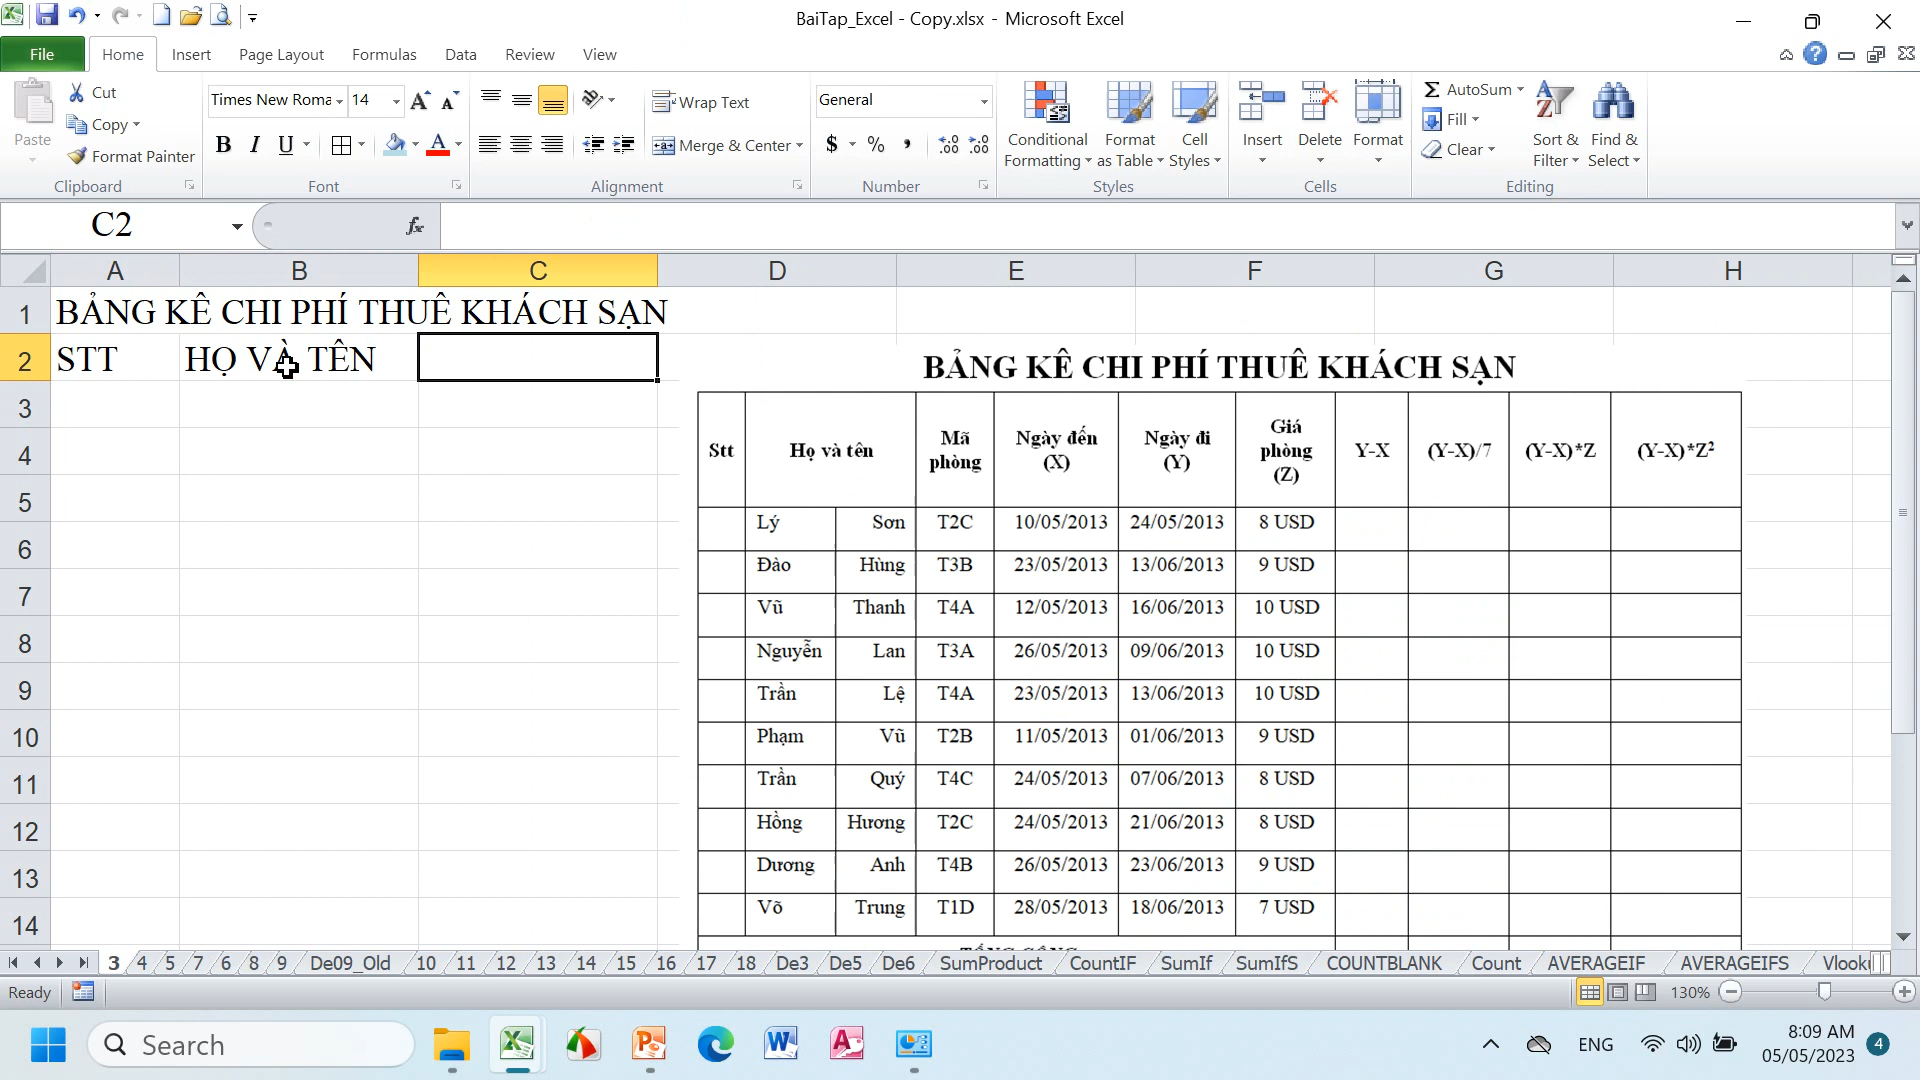 BaiTap_Excel - Copy.xlsx - Microsoft Excel
File Home Insert Page Layout Formulas Data Review View
Paste Cut Copy Format Painter Clipboard
Times New Roma 14 B I U A Font
Wrap Text Merge & Center Alignment
General $ % , Number
Conditional Formatting Format as Table Cell Styles Styles
Insert Delete Format Cells
Σ AutoSum Fill Clear Sort & Filter Find & Select Editing
C2 fx
A B C D E F G H
1 BẢNG KÊ CHI PHÍ THUÊ KHÁCH SẠN
2 STT HỌ VÀ TÊN
3
4
5
6
7
8
9
10
11
12
13
14
BẢNG KÊ CHI PHÍ THUÊ KHÁCH SẠN
Stt Họ và tên Mã phòng Ngày đến (X) Ngày đi (Y) Giá phòng (Z) Y-X (Y-X)/7 (Y-X)*Z (Y-X)*Z²
Lý Sơn T2C 10/05/2013 24/05/2013 8 USD
Đào Hùng T3B 23/05/2013 13/06/2013 9 USD
Vũ Thanh T4A 12/05/2013 16/06/2013 10 USD
Nguyễn Lan T3A 26/05/2013 09/06/2013 10 USD
Trần Lệ T4A 23/05/2013 13/06/2013 10 USD
Phạm Vũ T2B 11/05/2013 01/06/2013 9 USD
Trần Quý T4C 24/05/2013 07/06/2013 8 USD
Hồng Hương T2C 24/05/2013 21/06/2013 8 USD
Dương Anh T4B 26/05/2013 23/06/2013 9 USD
Võ Trung T1D 28/05/2013 18/06/2013 7 USD
3 4 5 7 6 8 9 De09_Old 10 11 12 13 14 15 16 17 18 De3 De5 De6 SumProduct CountIF SumIf SumIfS COUNTBLANK Count AVERAGEIF AVERAGEIFS
Ready 130%
Search ENG 8:09 AM 4
05/05/2023